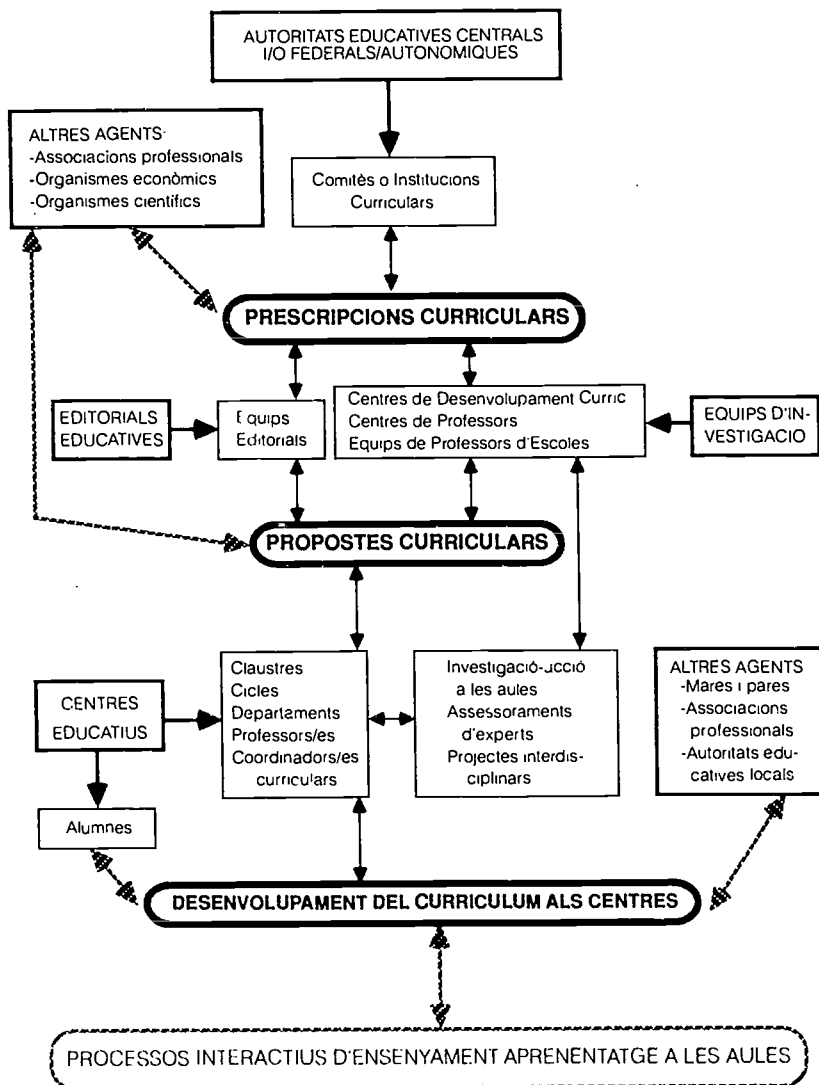 AUTORITATS EDUCATIVES CENTRALS
I/O FEDERALS/AUTONOMIQUES
ALTRES AGENTS
-Associacions professionals
-Organismes econòmics
-Organismes científics
Comitès o Institucions
Curriculars
PRESCRIPCIONS CURRICULARS
EDITORIALS
EDUCATIVES
Equips
Editorials
Centres de Desenvolupament Curric
Centres de Professors
Equips de Professors d'Escoles
EQUIPS D'IN-
VESTIGACIO
PROPOSTES CURRICULARS
CENTRES
EDUCATIUS
Claustres
Cicles
Departaments
Professors/es
Coordinadors/es
curriculars
Investigació-acció
a les aules
Assessoraments
d'experts
Projectes interdis-
ciplinars
ALTRES AGENTS
-Mares i pares
-Associacions
professionals
-Autoritats edu-
catives locals
Alumnes
DESENVOLUPAMENT DEL CURRICULUM ALS CENTRES
PROCESSOS INTERACTIUS D'ENSENYAMENT APRENENTATGE A LES AULES